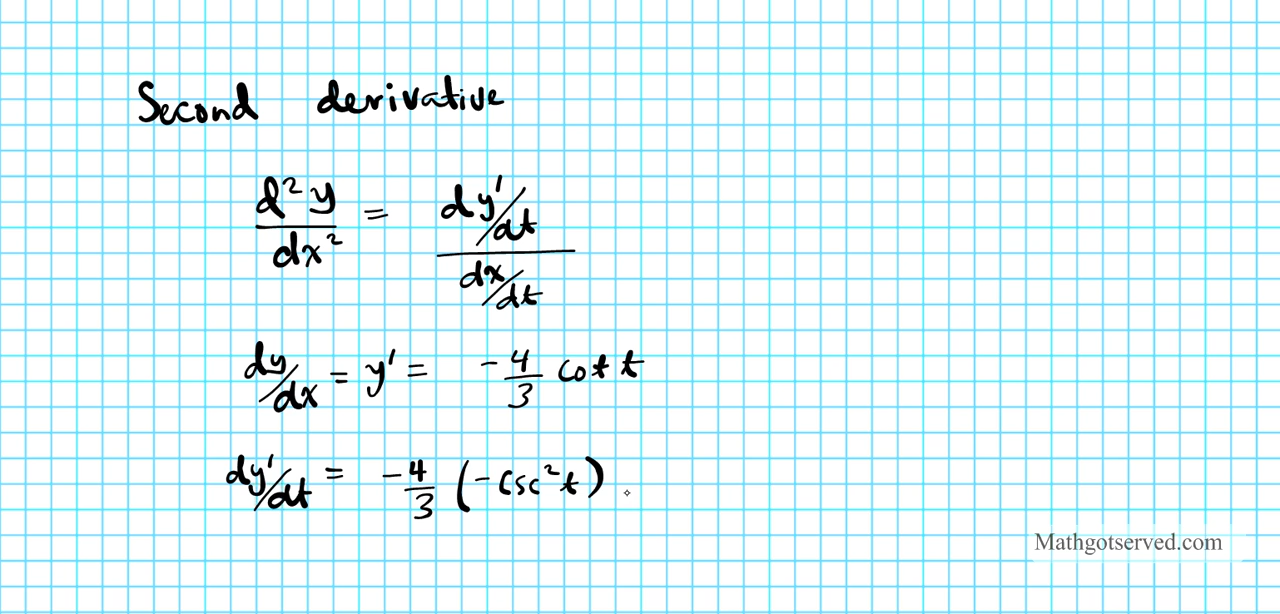 Second derivative
d²y/dx² = (dy'/dt)/(dx/dt)
dy/dx = y' = -4/3 cot t
dy'/dt = -4/3 (-csc²t)
Mathgotserved.com